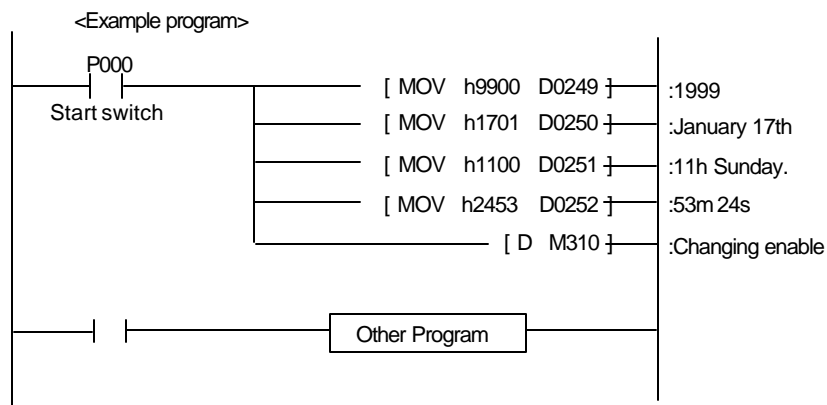 <Example program>
P000
Start switch
[ MOV h9900 D0249 ] :1999
[ MOV h1701 D0250 ] :January 17th
[ MOV h1100 D0251 ] :11h Sunday.
[ MOV h2453 D0252 ] :53m 24s
[ D M310 ] :Changing enable
Other Program